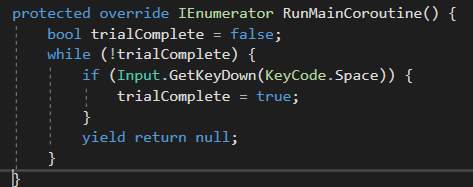 protected override IEnumerator RunMainCoroutine() {
    bool trialComplete = false;
    while (!trialComplete) {
        if (Input.GetKeyDown(KeyCode.Space)) {
            trialComplete = true;
        }
        yield return null;
    }
}